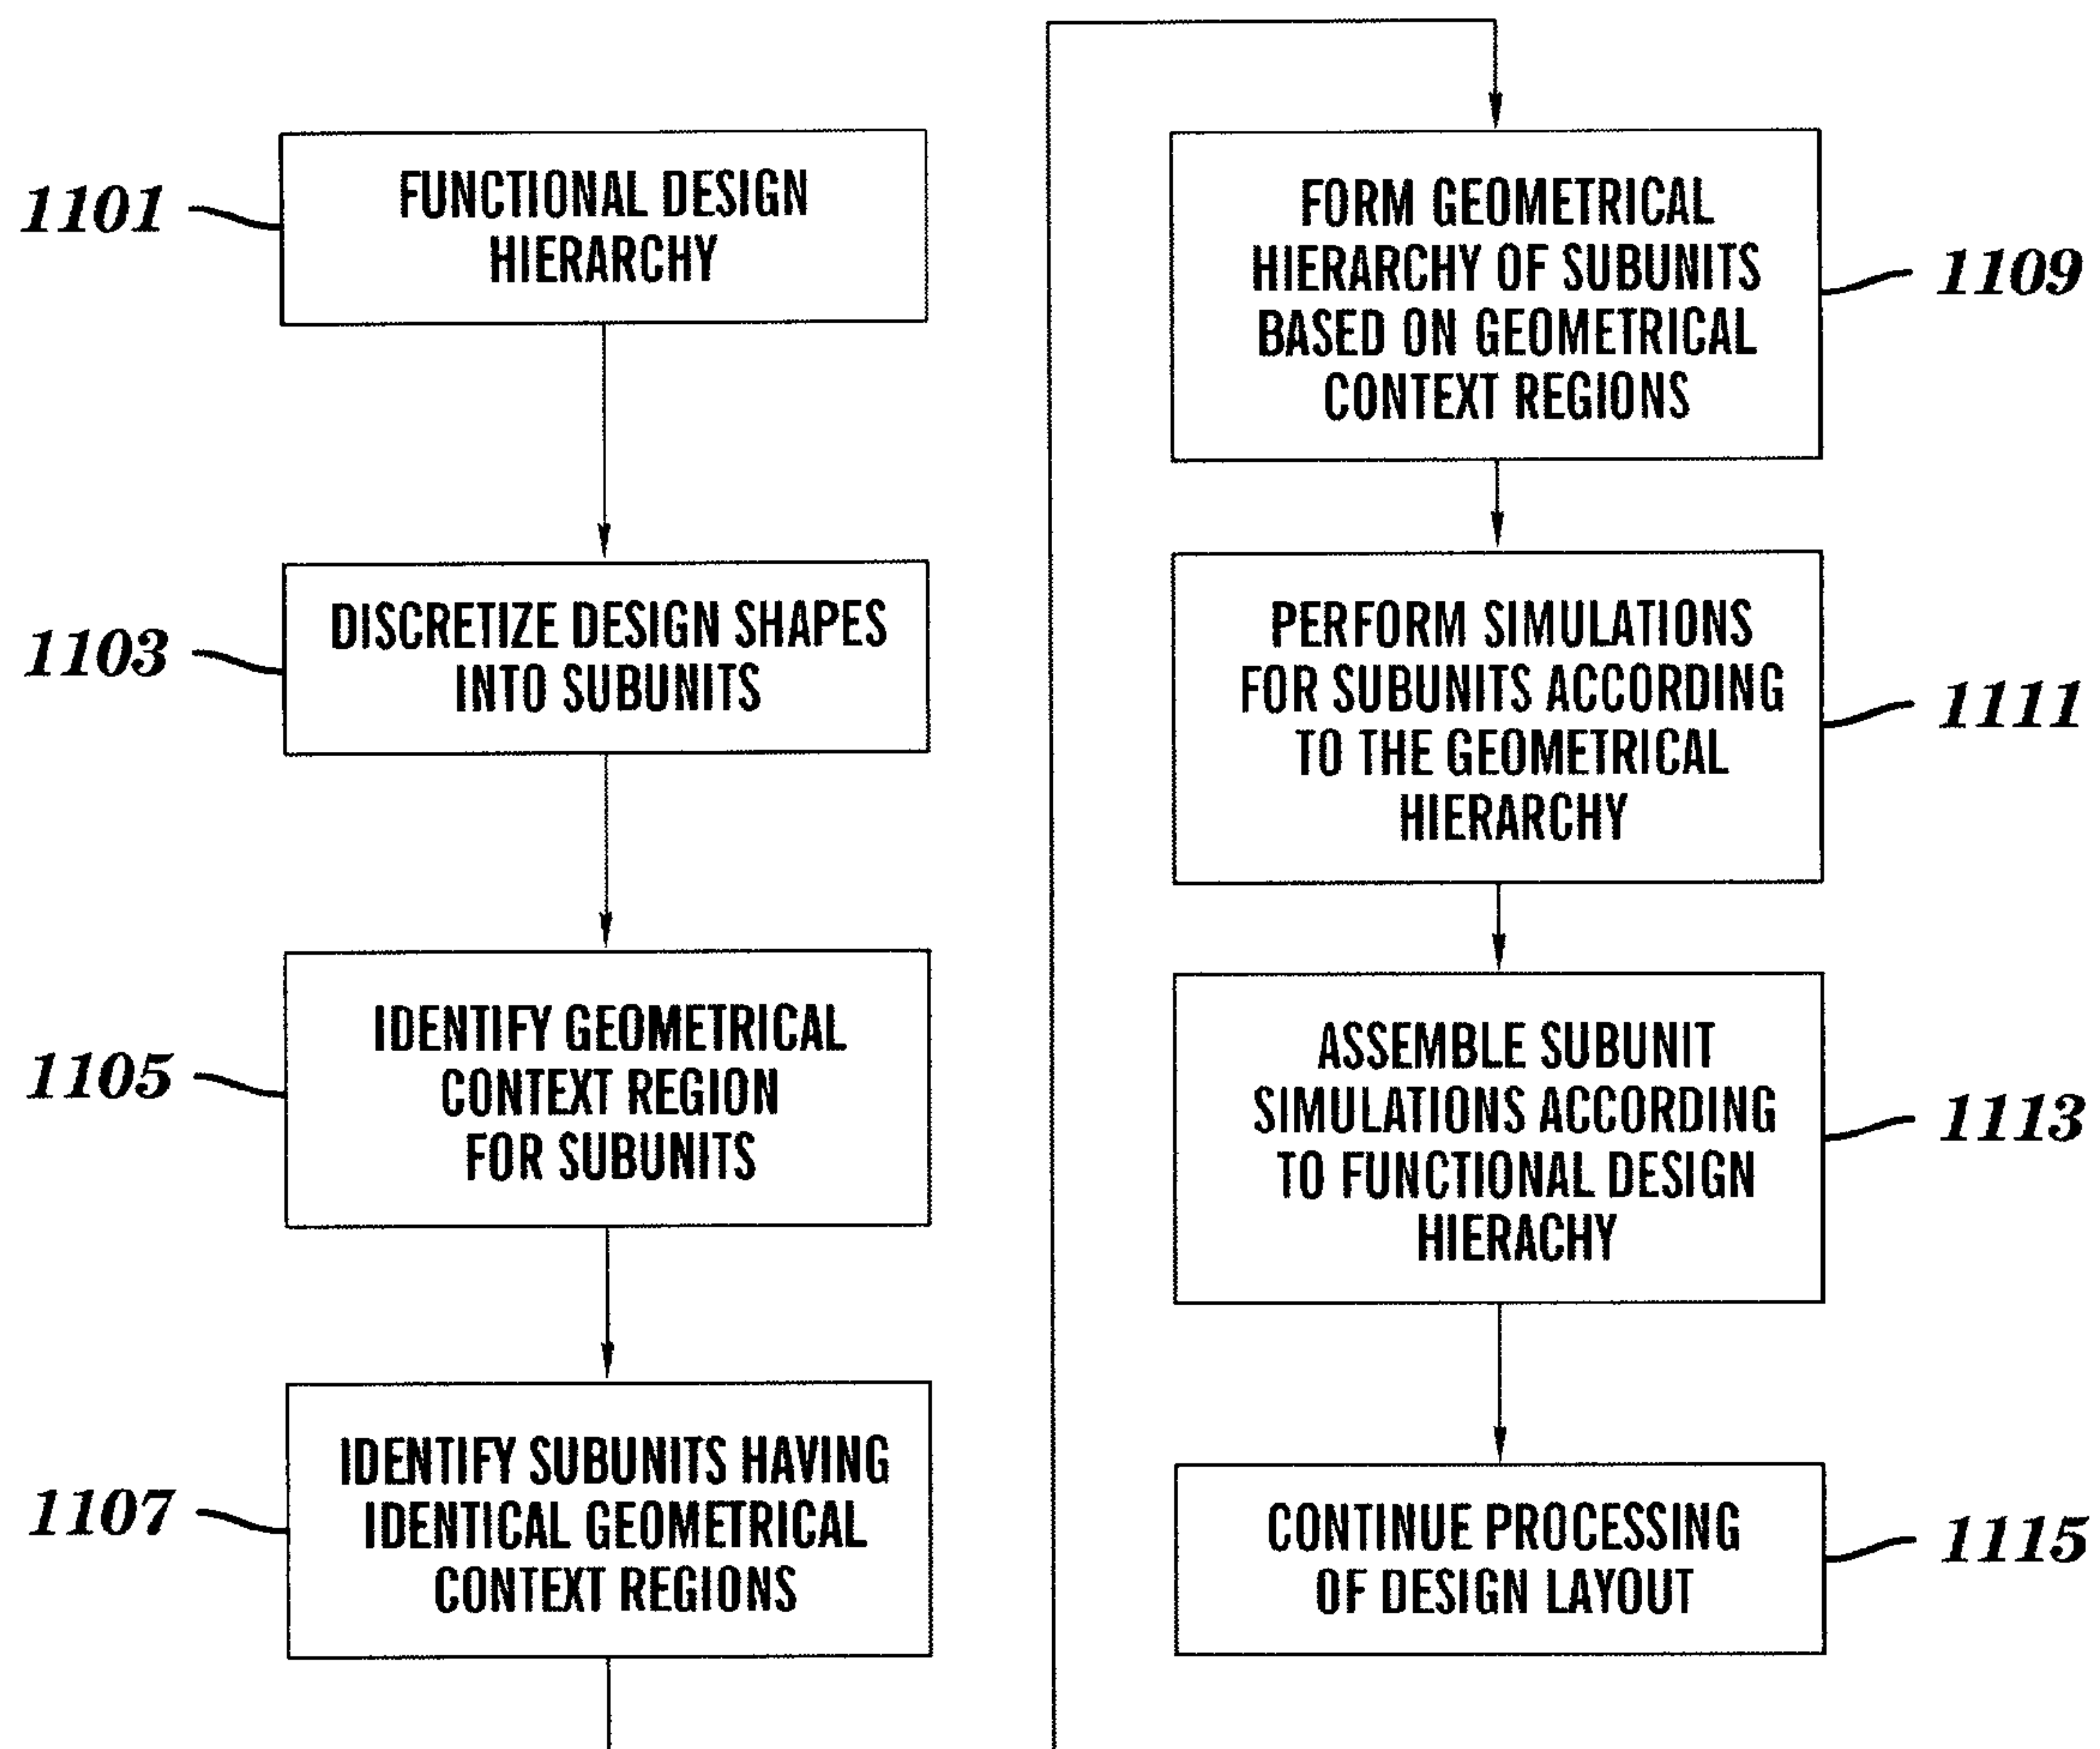 1101
FUNCTIONAL DESIGN
HIERARCHY
1103
DISCRETIZE DESIGN SHAPES
INTO SUBUNITS
1105
IDENTIFY GEOMETRICAL
CONTEXT REGION
FOR SUBUNITS
1107
IDENTIFY SUBUNITS HAVING
IDENTICAL GEOMETRICAL
CONTEXT REGIONS
FORM GEOMETRICAL
HIERARCHY OF SUBUNITS
BASED ON GEOMETRICAL
CONTEXT REGIONS
1109
PERFORM SIMULATIONS
FOR SUBUNITS ACCORDING
TO THE GEOMETRICAL
HIERARCHY
1111
ASSEMBLE SUBUNIT
SIMULATIONS ACCORDING
TO FUNCTIONAL DESIGN
HIERACHY
1113
CONTINUE PROCESSING
OF DESIGN LAYOUT
1115